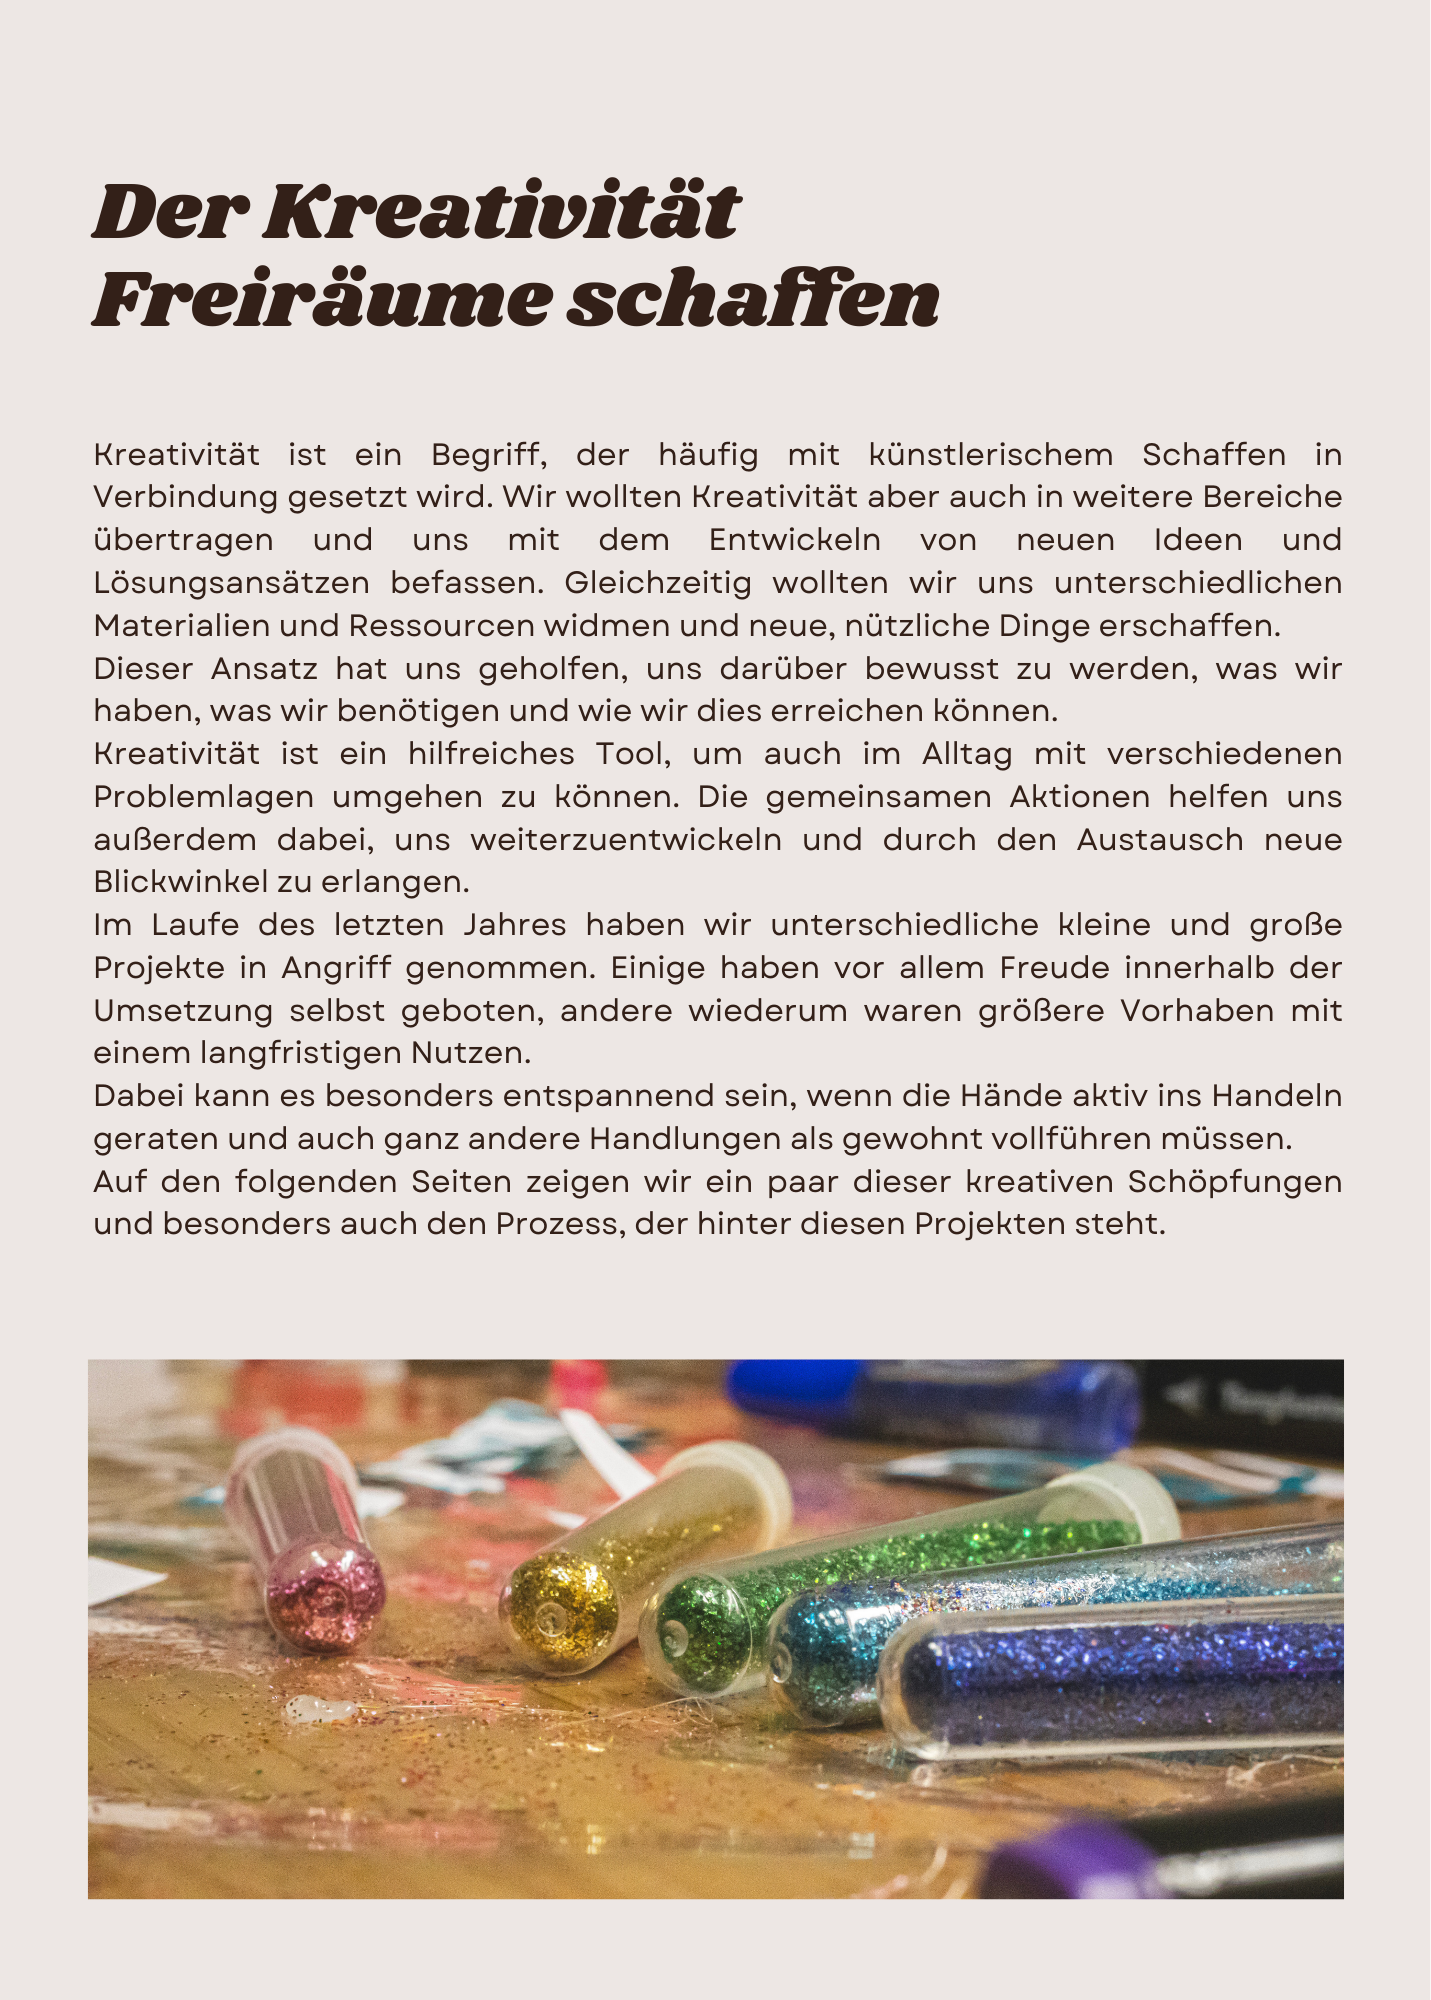 Der Kreativität
Freiräume schaffen
Kreativität ist ein Begriff, der häufig mit künstlerischem Schaffen in
Verbindung gesetzt wird. Wir wollten Kreativität aber auch in weitere Bereiche
übertragen und uns mit dem Entwickeln von neuen Ideen und
Lösungsansätzen befassen. Gleichzeitig wollten wir uns unterschiedlichen
Materialien und Ressourcen widmen und neue, nützliche Dinge erschaffen.
Dieser Ansatz hat uns geholfen, uns darüber bewusst zu werden, was wir
haben, was wir benötigen und wie wir dies erreichen können.
Kreativität ist ein hilfreiches Tool, um auch im Alltag mit verschiedenen
Problemlagen umgehen zu können. Die gemeinsamen Aktionen helfen uns
außerdem dabei, uns weiterzuentwickeln und durch den Austausch neue
Blickwinkel zu erlangen.
Im Laufe des letzten Jahres haben wir unterschiedliche kleine und große
Projekte in Angriff genommen. Einige haben vor allem Freude innerhalb der
Umsetzung selbst geboten, andere wiederum waren größere Vorhaben mit
einem langfristigen Nutzen.
Dabei kann es besonders entspannend sein, wenn die Hände aktiv ins Handeln
geraten und auch ganz andere Handlungen als gewohnt vollführen müssen.
Auf den folgenden Seiten zeigen wir ein paar dieser kreativen Schöpfungen
und besonders auch den Prozess, der hinter diesen Projekten steht.